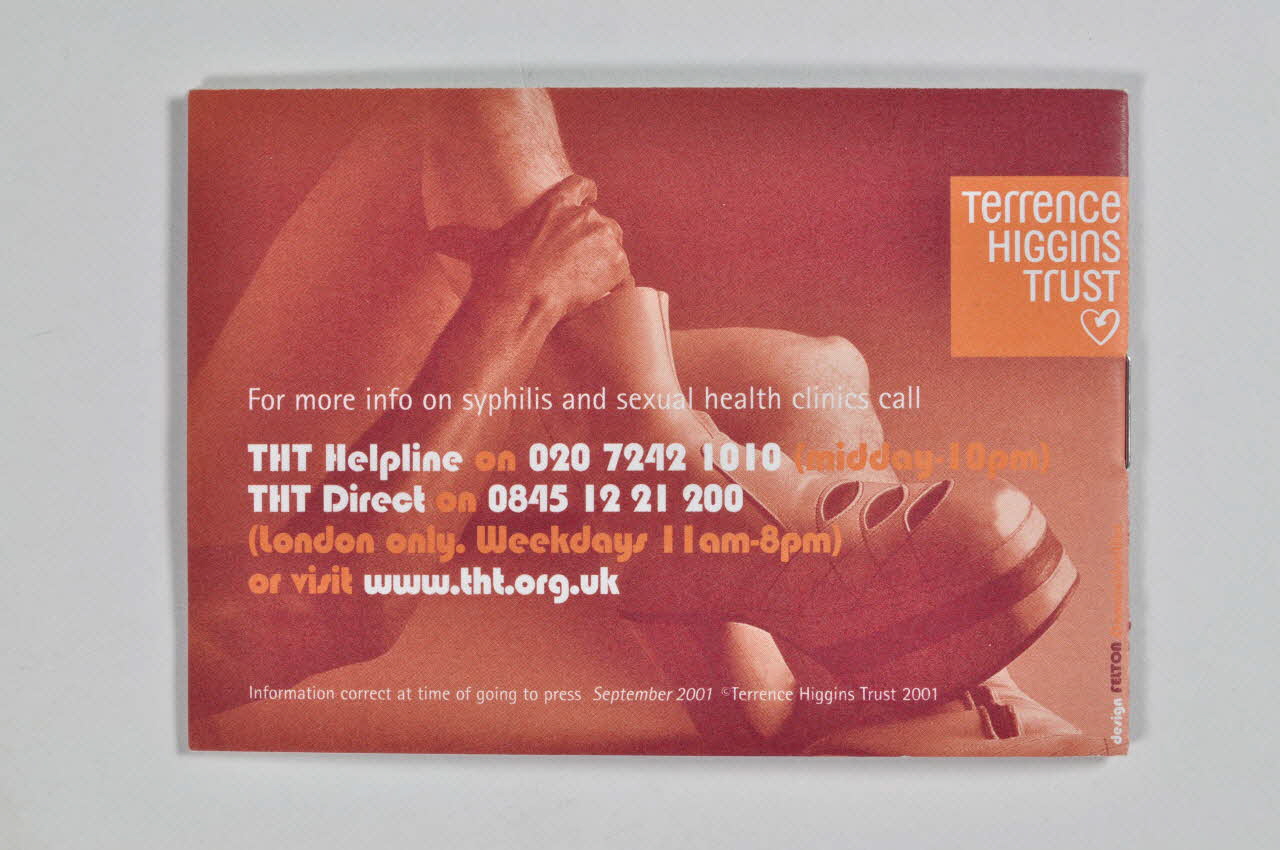 Terrence
HIGGINS
TRUST
For more info on syphilis and sexual health clinics call
THT Helpline on 020 7242 1010 (midday-10pm)
THT Direct on 0845 12 21 200
(London only. Weekdays 11am-8pm)
or visit www.tht.org.uk
Information correct at time of going to press September 2001 ©Terrence Higgins Trust 2001
design FELTON